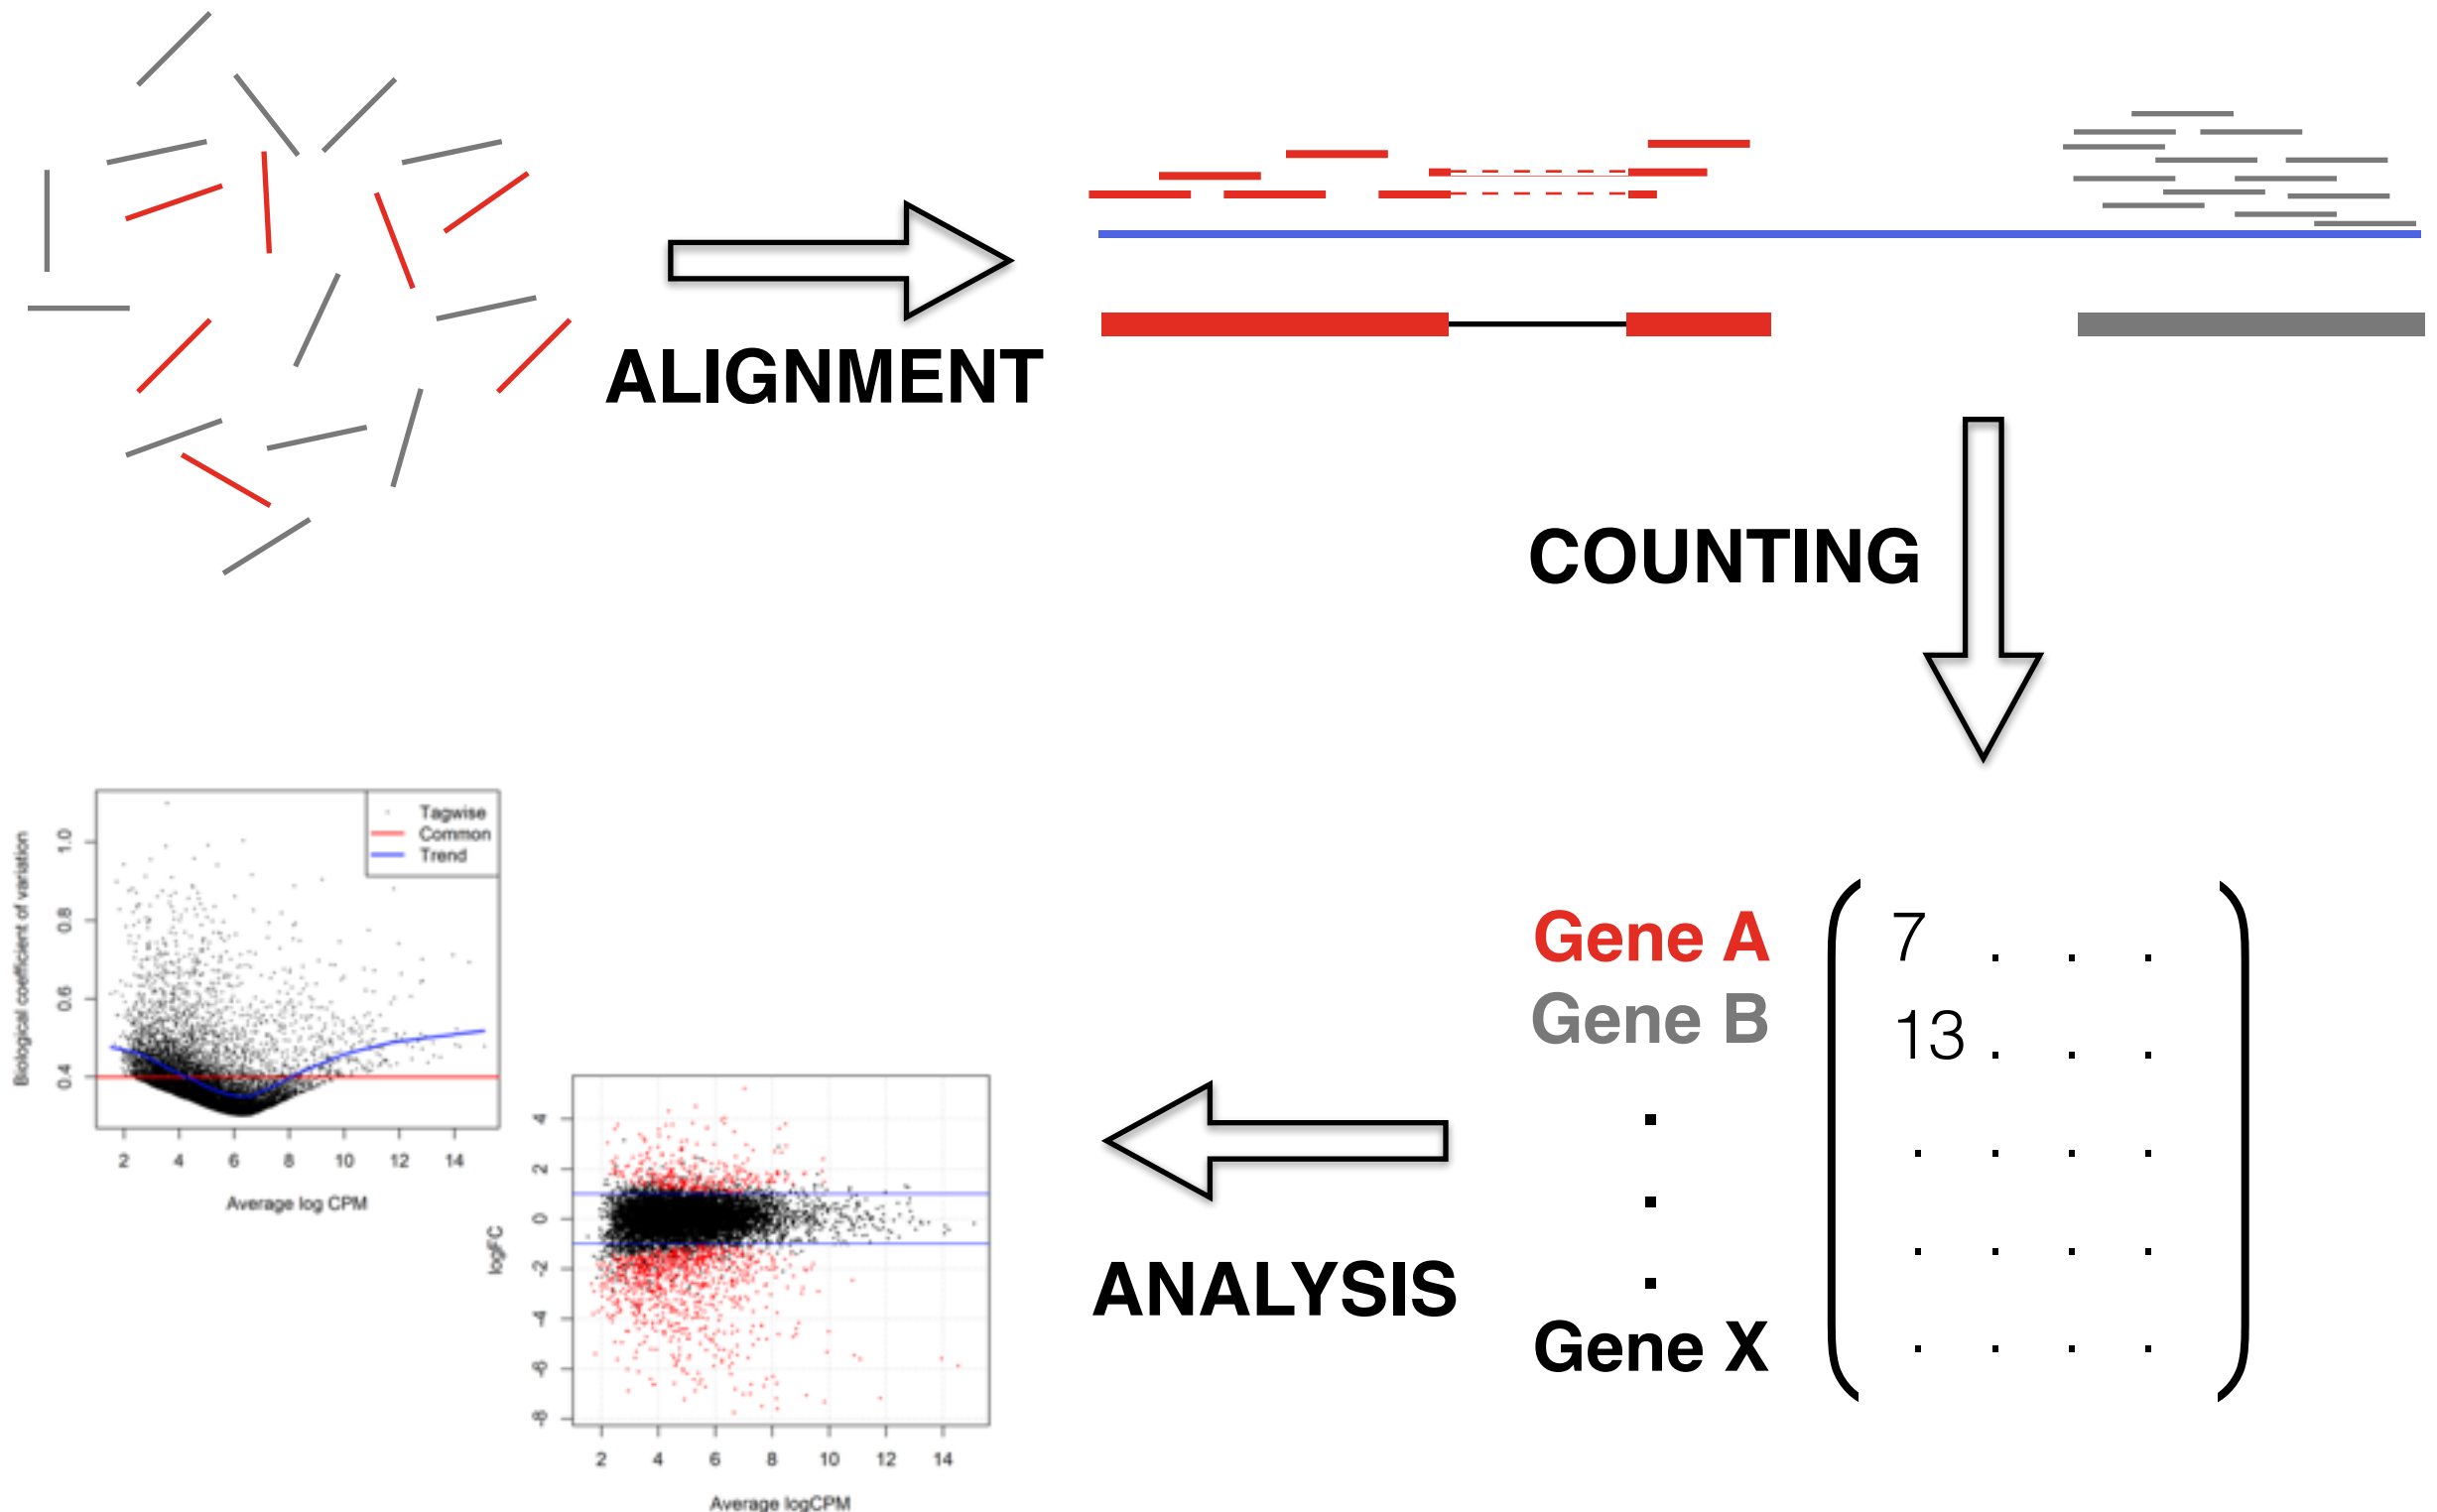 ALIGNMENT
COUNTING
Gene A
7 . . .
Gene B
13 . . .
. . . .
. . . .
Gene X
. . . .
ANALYSIS
Tagwise
Common
Trend
Biological coefficient of variation
1.0
0.8
0.6
0.4
2 4 6 8 10 12 14
Average log CPM
logFC
4
2
0
-2
-4
-6
-8
2 4 6 8 10 12 14
Average logCPM